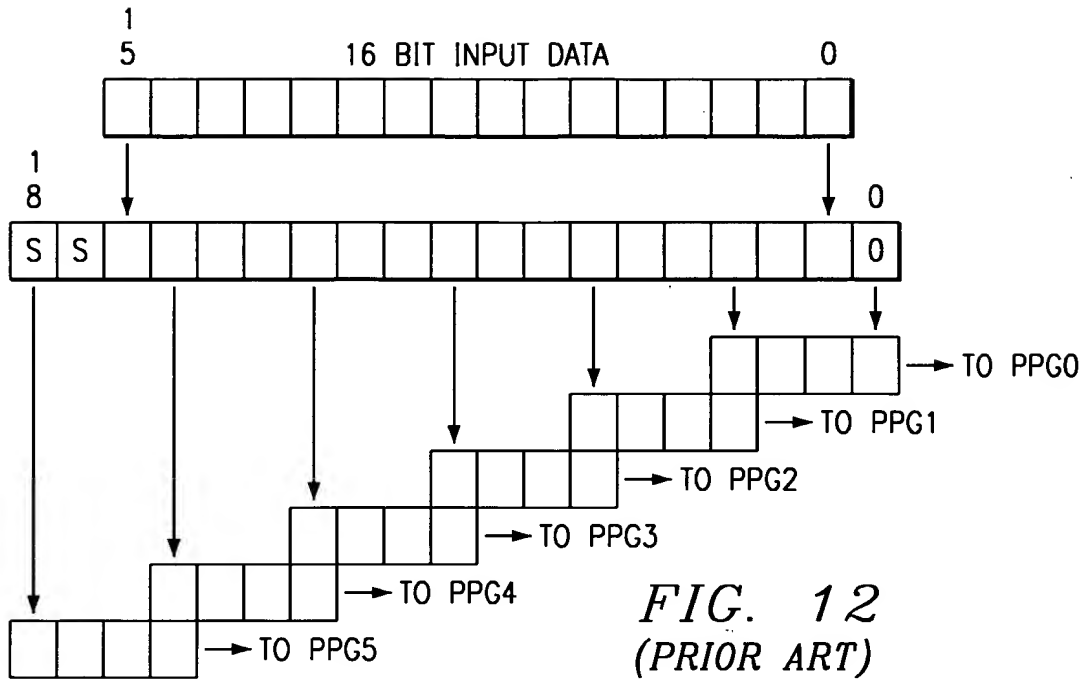 1
5 16 BIT INPUT DATA 0
1
8 0
S S 0
TO PPG0
TO PPG1
TO PPG2
TO PPG3
TO PPG4
TO PPG5
FIG. 12
(PRIOR ART)